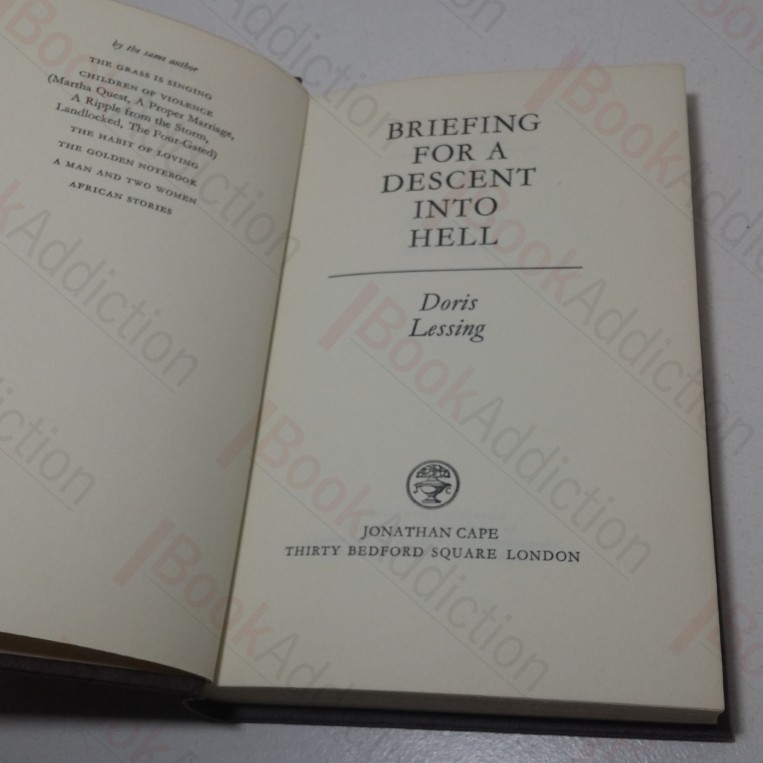 by the same author
THE GRASS IS SINGING
CHILDREN OF VIOLENCE
(Martha Quest, A Proper Marriage,
A Ripple from the Storm,
Landlocked, The Four-Gated)
THE HABIT OF LOVING
THE GOLDEN NOTEBOOK
A MAN AND TWO WOMEN
AFRICAN STORIES
BRIEFING
FOR A
DESCENT
INTO
HELL
Doris
Lessing
J C
JONATHAN CAPE
THIRTY BEDFORD SQUARE LONDON
BookAddiction